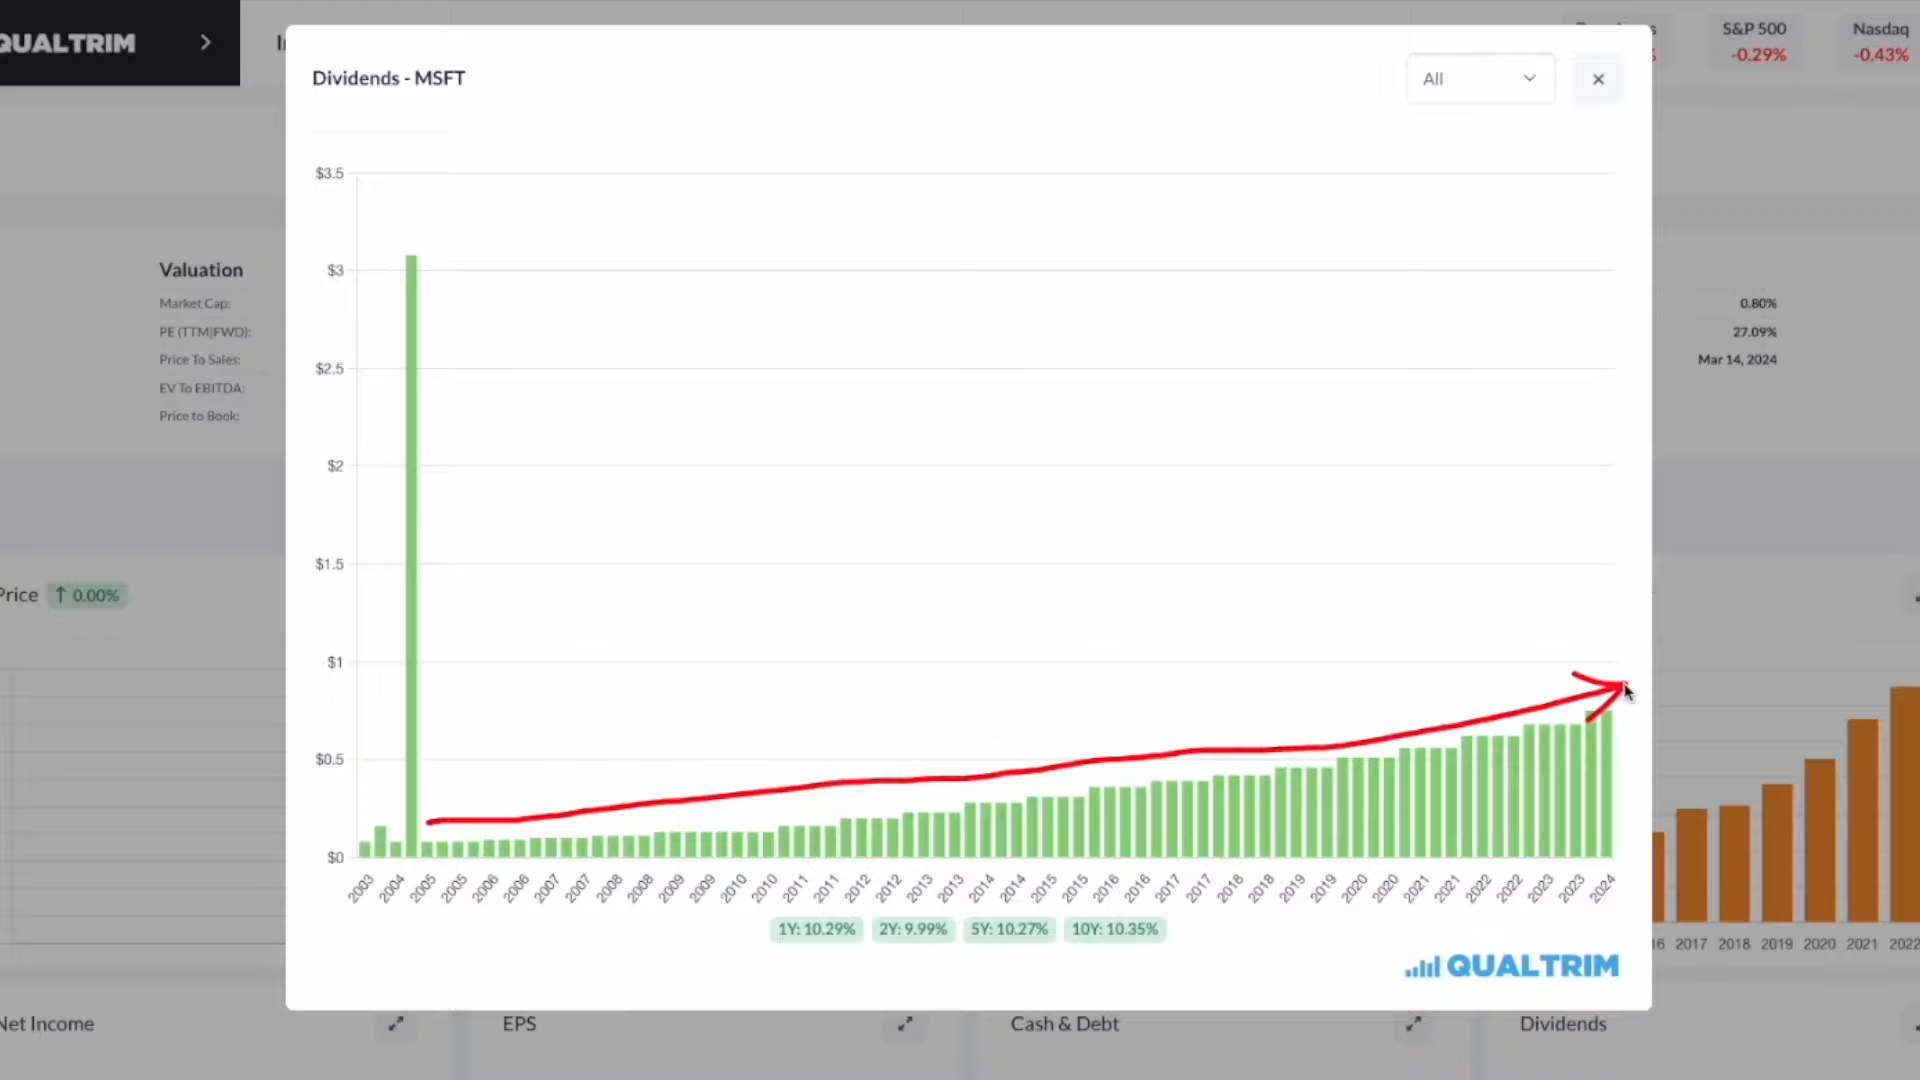 QUALTRIM
S&P 500
Nasdaq
-0.29%
-0.43%
Dividends - MSFT
All
Valuation
Market Cap:
PE (TTM|FWD):
Price To Sales:
EV To EBITDA:
Price to Book:
0.80%
27.09%
Mar 14, 2024
Price ↑ 0.00%
$3.5
$3
$2.5
$2
$1.5
$1
$0.5
$0
2003 2004 2005 2005 2006 2006 2007 2007 2008 2008 2009 2009 2010 2010 2011 2011 2012 2012 2013 2013 2014 2014 2015 2015 2016 2016 2017 2017 2018 2018 2019 2019 2020 2020 2021 2021 2022 2022 2023 2023 2024
1Y: 10.29% 2Y: 9.99% 5Y: 10.27% 10Y: 10.35%
QUALTRIM
16 2017 2018 2019 2020 2021 2022
Net Income
EPS
Cash & Debt
Dividends